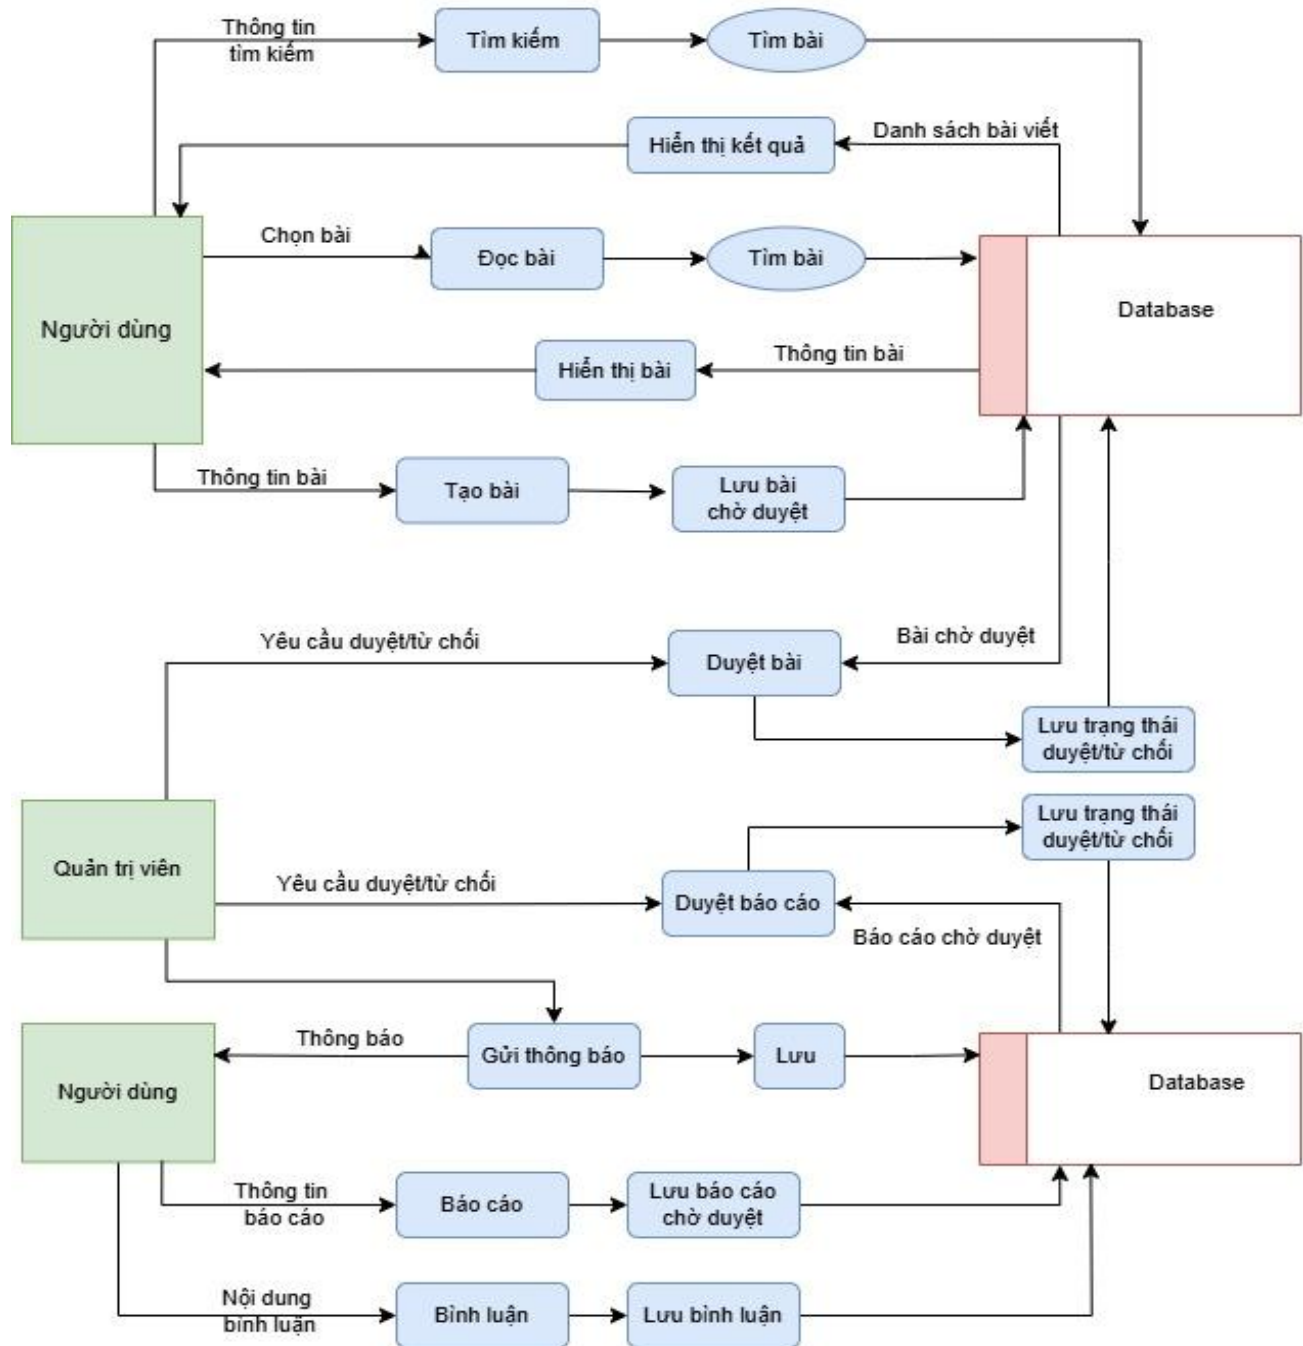 Thông tin
tìm kiếm
Tìm kiếm
Tìm bài
Hiển thị kết quả
Danh sách bài viết
Chọn bài
Đọc bài
Tìm bài
Người dùng
Database
Hiển thị bài
Thông tin bài
Thông tin bài
Tạo bài
Lưu bài
chờ duyệt
Yêu cầu duyệt/từ chối
Duyệt bài
Bài chờ duyệt
Lưu trạng thái
duyệt/từ chối
Lưu trạng thái
duyệt/từ chối
Quản trị viên
Yêu cầu duyệt/từ chối
Duyệt báo cáo
Báo cáo chờ duyệt
Thông báo
Gửi thông báo
Lưu
Người dùng
Database
Thông tin
báo cáo
Báo cáo
Lưu báo cáo
chờ duyệt
Nội dung
bình luận
Bình luận
Lưu bình luận